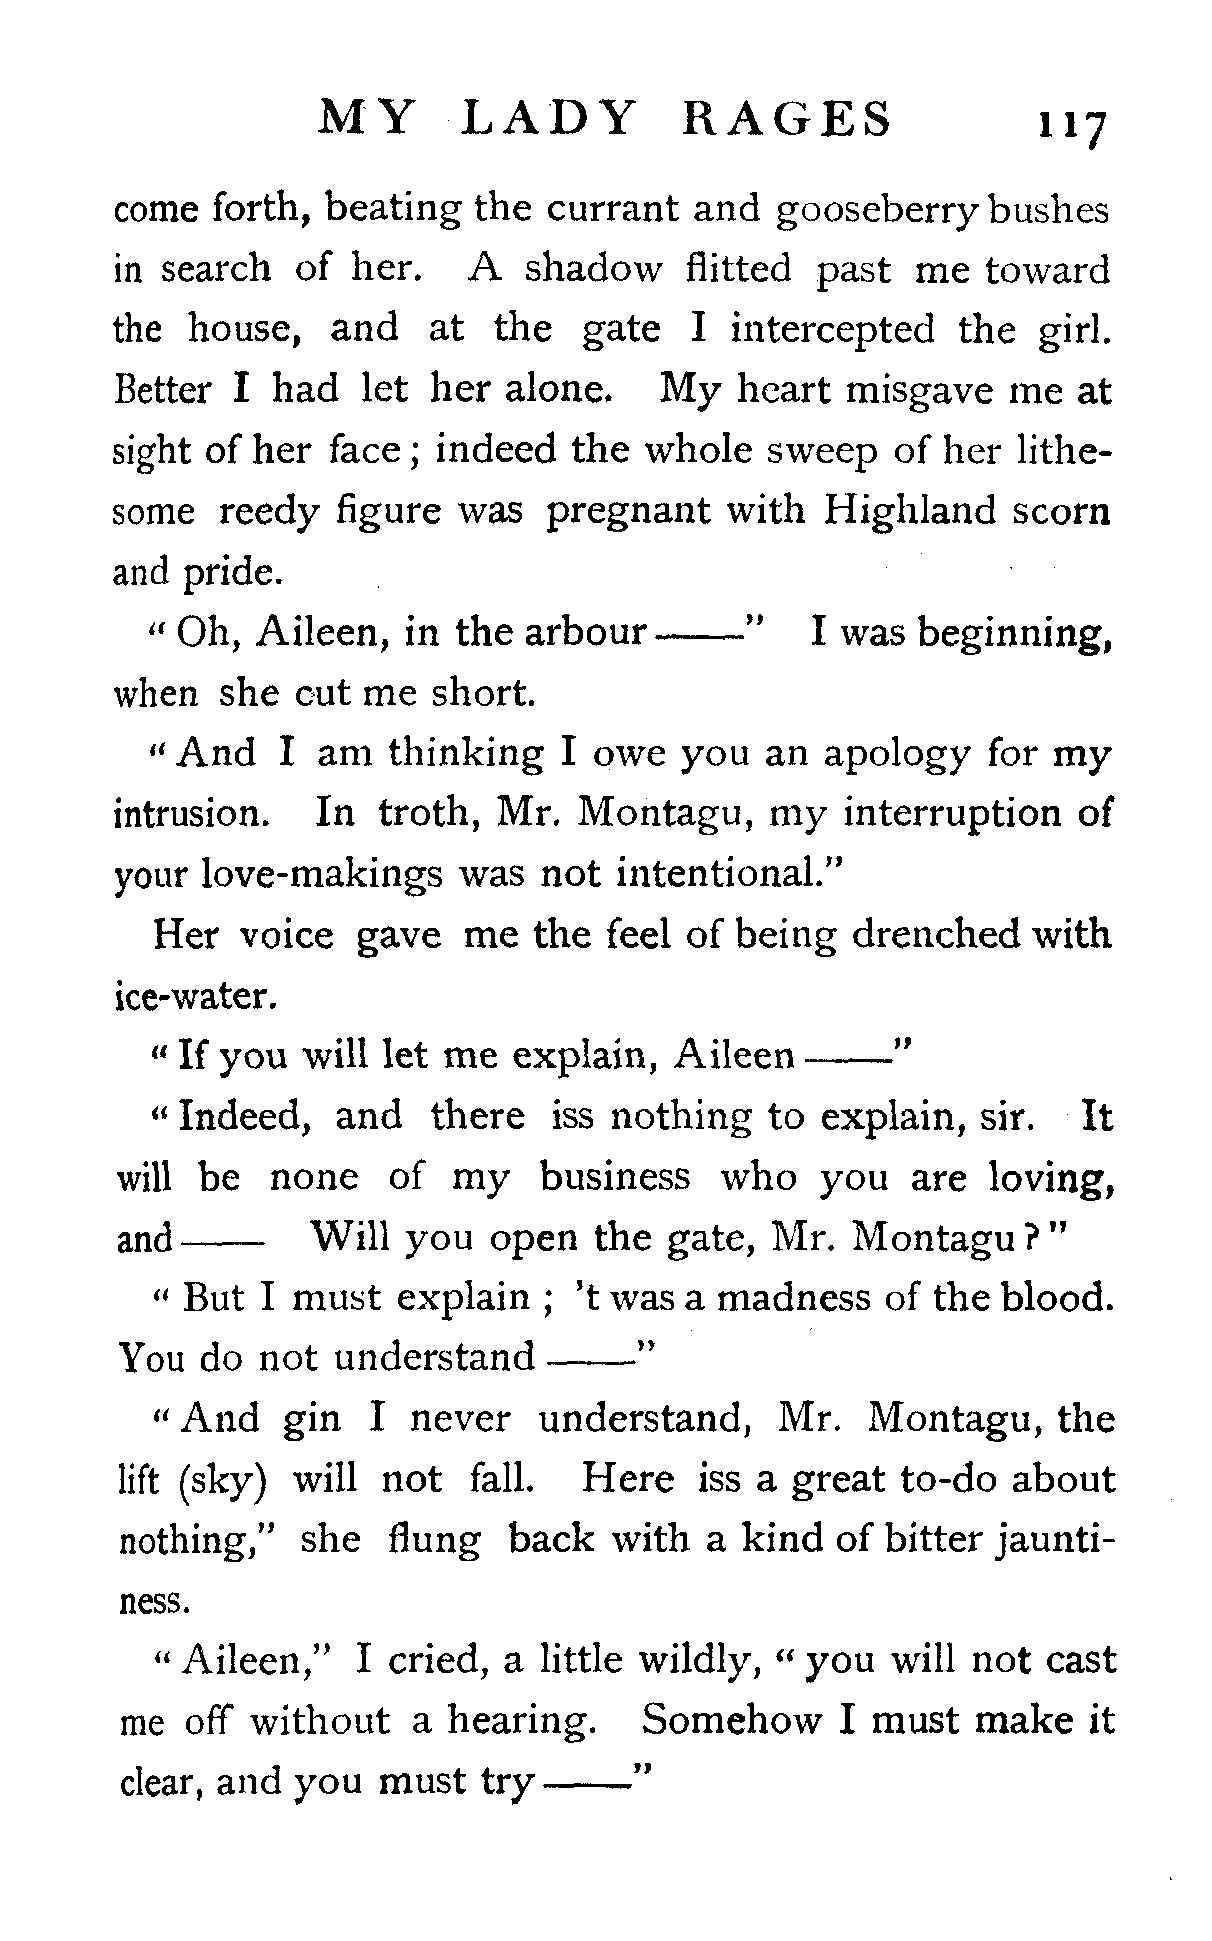 MY LADY RAGES 117
come forth, beating the currant and gooseberry bushes
in search of her. A shadow flitted past me toward
the house, and at the gate I intercepted the girl.
Better I had let her alone. My heart misgave me at
sight of her face ; indeed the whole sweep of her lithe-
some reedy figure was pregnant with Highland scorn
and pride.
“ Oh, Aileen, in the arbour——” I was beginning,
when she cut me short.
“ And I am thinking I owe you an apology for my
intrusion. In troth, Mr. Montagu, my interruption of
your love-makings was not intentional.”
Her voice gave me the feel of being drenched with
ice-water.
“ If you will let me explain, Aileen ——”
“ Indeed, and there iss nothing to explain, sir. It
will be none of my business who you are loving,
and—— Will you open the gate, Mr. Montagu ? ”
“ But I must explain ; ’t was a madness of the blood.
You do not understand ——”
“ And gin I never understand, Mr. Montagu, the
lift (sky) will not fall. Here iss a great to-do about
nothing,” she flung back with a kind of bitter jaunti-
ness.
“ Aileen,” I cried, a little wildly, “ you will not cast
me off without a hearing. Somehow I must make it
clear, and you must try——”